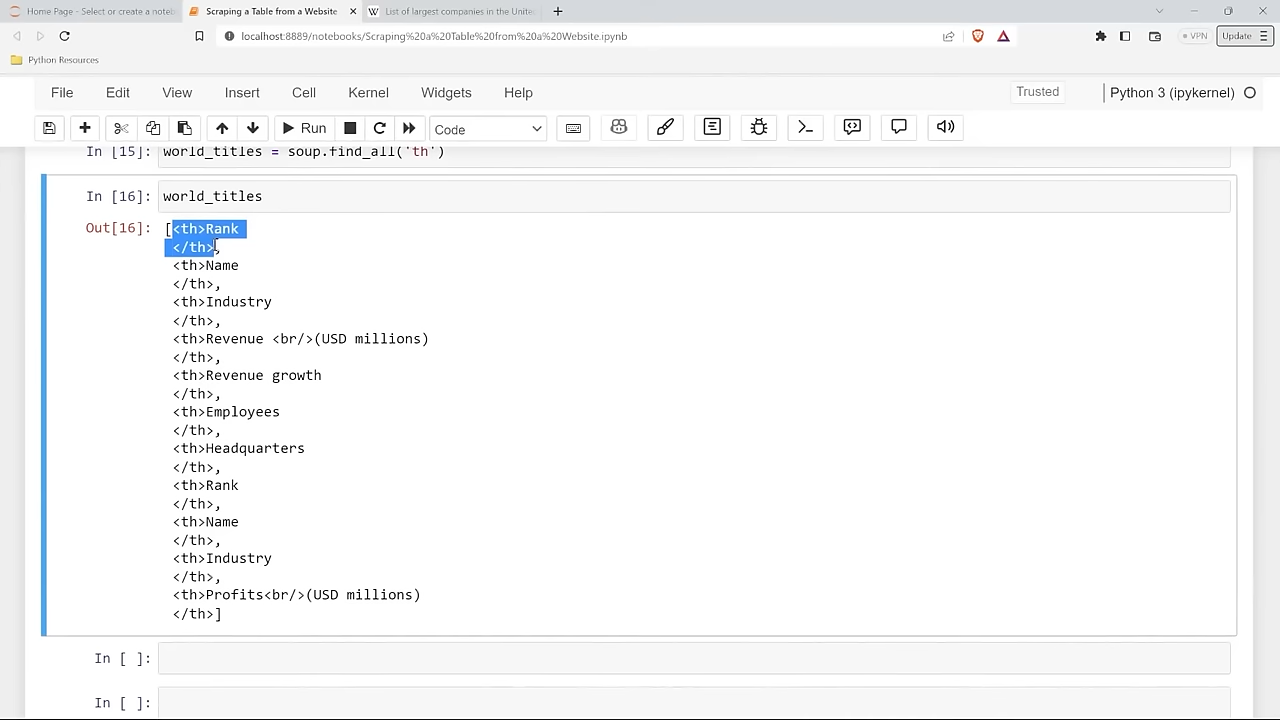 Home Page - Select or create a noteb
Scraping a Table from a Website
List of largest companies in the Unite
localhost:8889/notebooks/Scraping%20a%20Table%20from%20a%20Website.ipynb
VPN
Update
Python Resources
File Edit View Insert Cell Kernel Widgets Help
Trusted
Python 3 (ipykernel)
Run
Code
In [15]: world_titles = soup.find_all('th')
In [16]: world_titles
Out[16]: [<th>Rank
</th>,
<th>Name
</th>,
<th>Industry
</th>,
<th>Revenue <br/>(USD millions)
</th>,
<th>Revenue growth
</th>,
<th>Employees
</th>,
<th>Headquarters
</th>,
<th>Rank
</th>,
<th>Name
</th>,
<th>Industry
</th>,
<th>Profits<br/>(USD millions)
</th>]
In [ ]:
In [ ]: